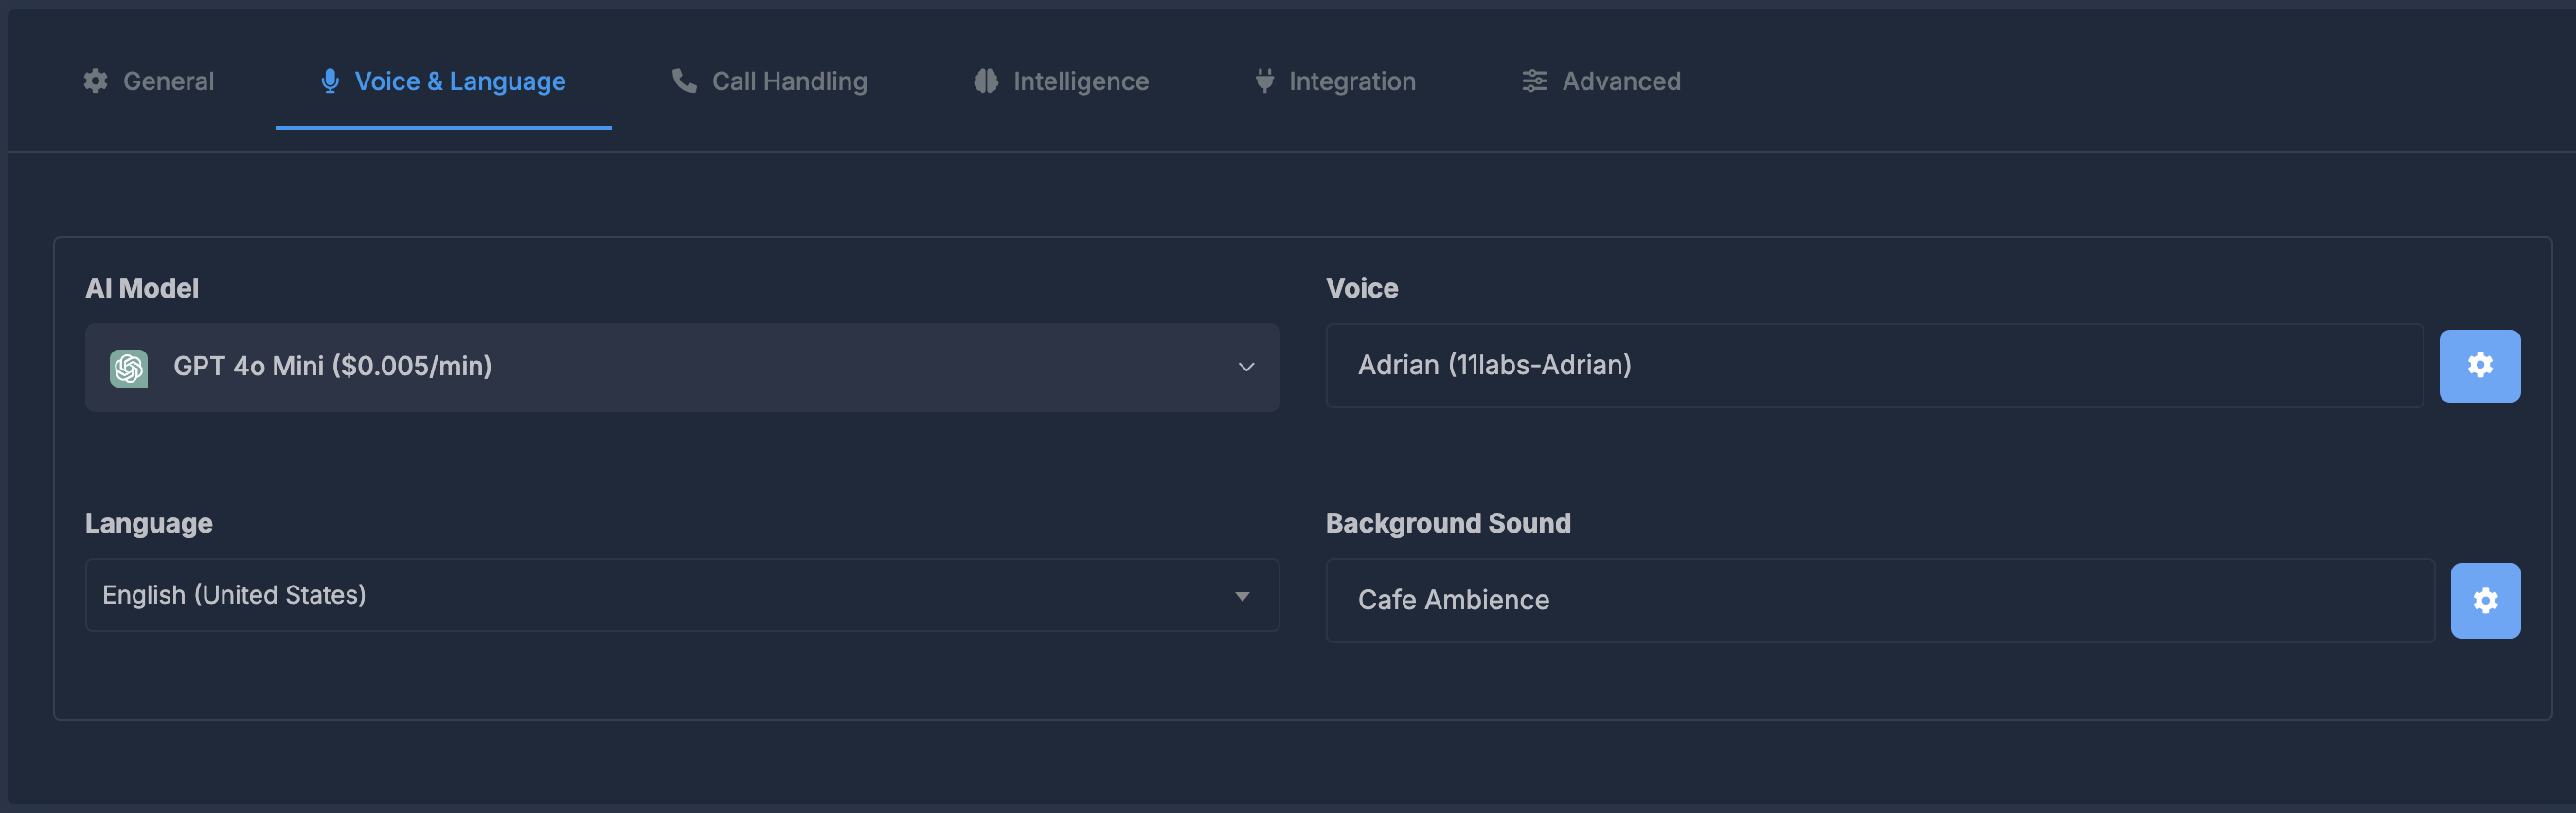 General
Voice & Language
Call Handling
Intelligence
Integration
Advanced
AI Model
Voice
GPT 4o Mini ($0.005/min)
Adrian (11labs-Adrian)
Language
Background Sound
English (United States)
Cafe Ambience